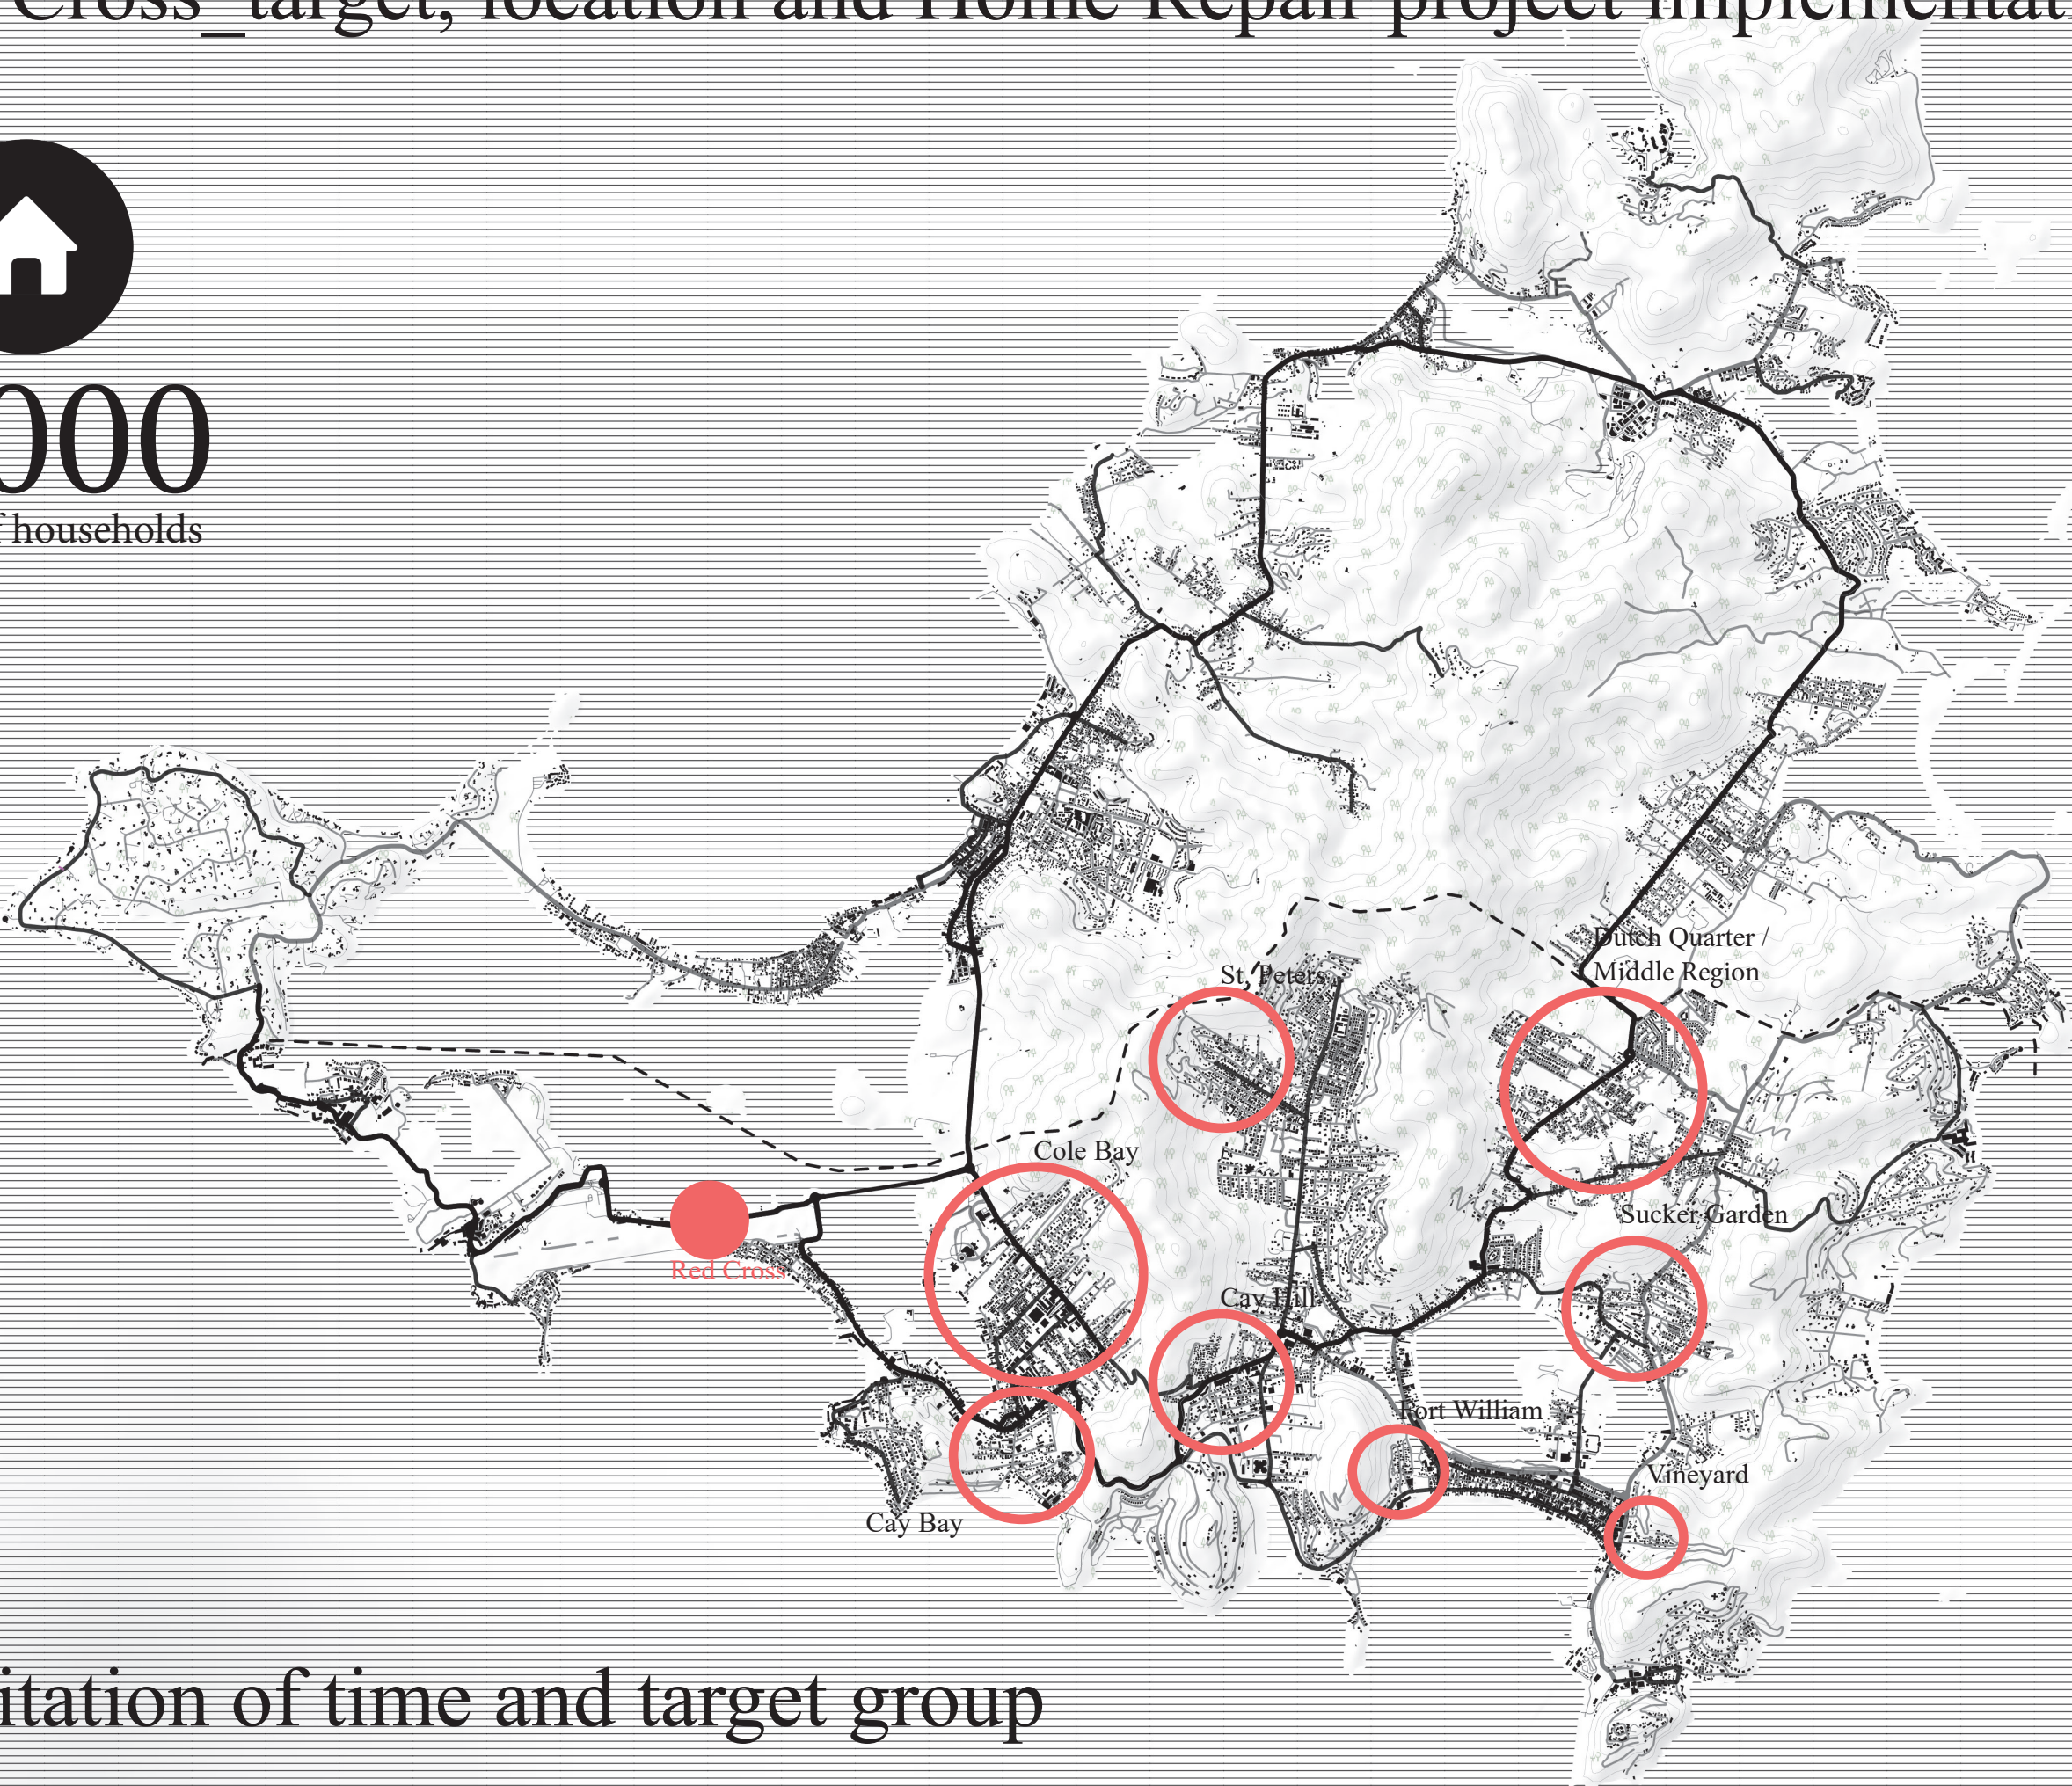 Cross_target, location and Home Repair project implementat
000
households
Dutch Quarter /
Middle Region
St. Peters
Cole Bay
Sucker Garden
Red Cross
Cay Hill
Fort William
Vineyard
Cay Bay
itation of time and target group